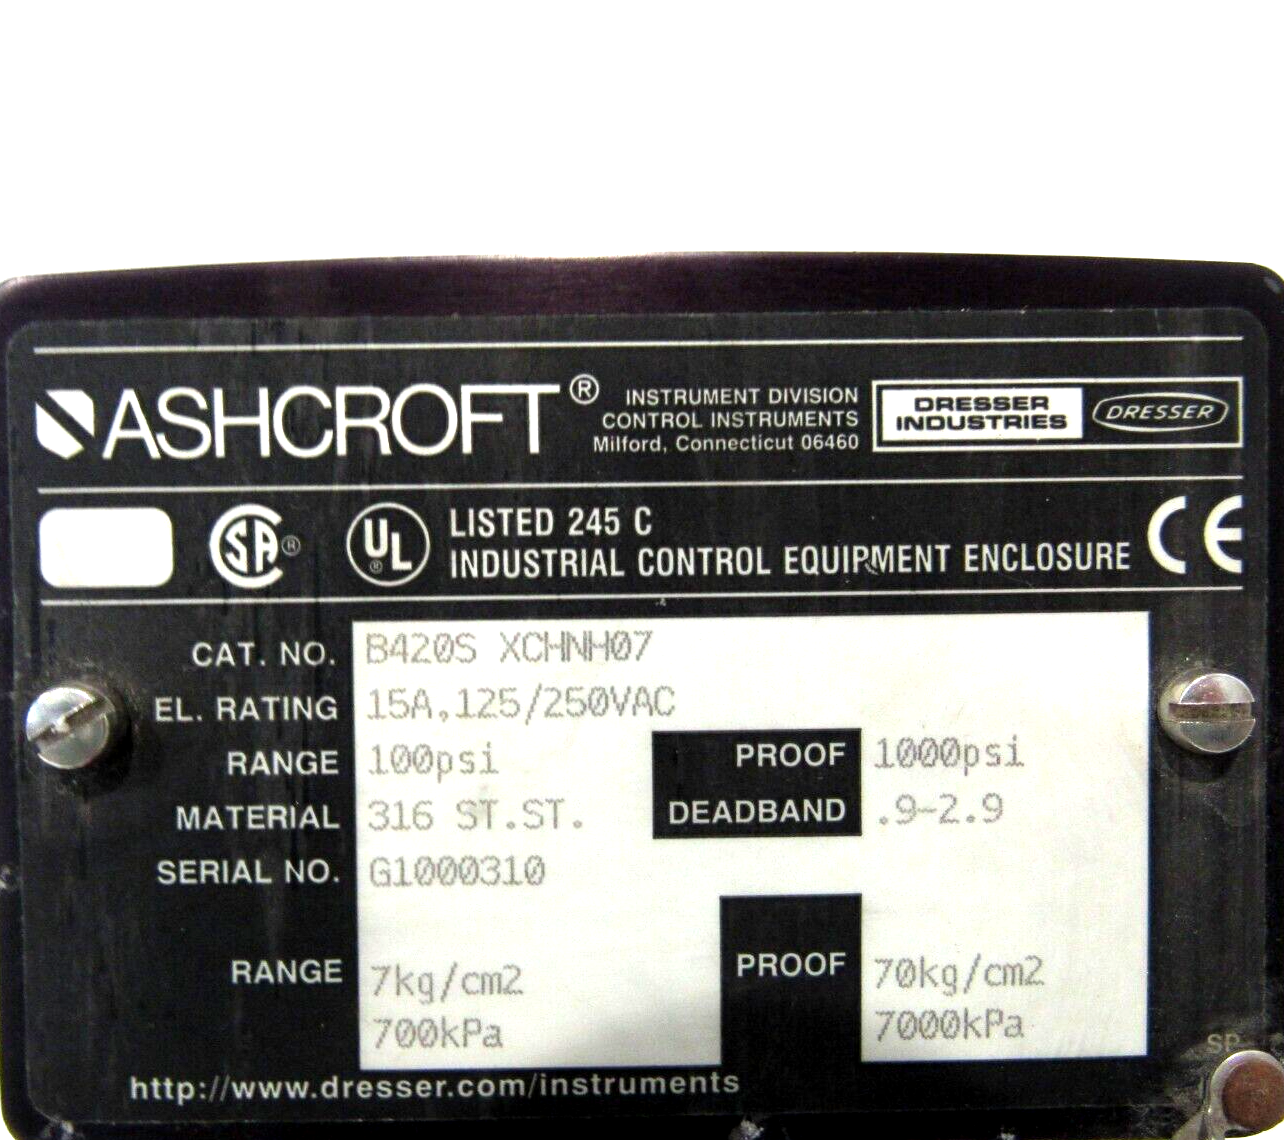 ASHCROFT®
INSTRUMENT DIVISION
CONTROL INSTRUMENTS
Milford, Connecticut 06460
DRESSER
INDUSTRIES
DRESSER
SA ®
UL ®
LISTED 245 C
INDUSTRIAL CONTROL EQUIPMENT ENCLOSURE
CE
CAT. NO. B420S XCHNH07
EL. RATING 15A,125/250VAC
RANGE 100psi PROOF 1000psi
MATERIAL 316 ST.ST. DEADBAND .9-2.9
SERIAL NO. G1000310
RANGE 7kg/cm2 PROOF 70kg/cm2
700kPa 7000kPa
http://www.dresser.com/instruments